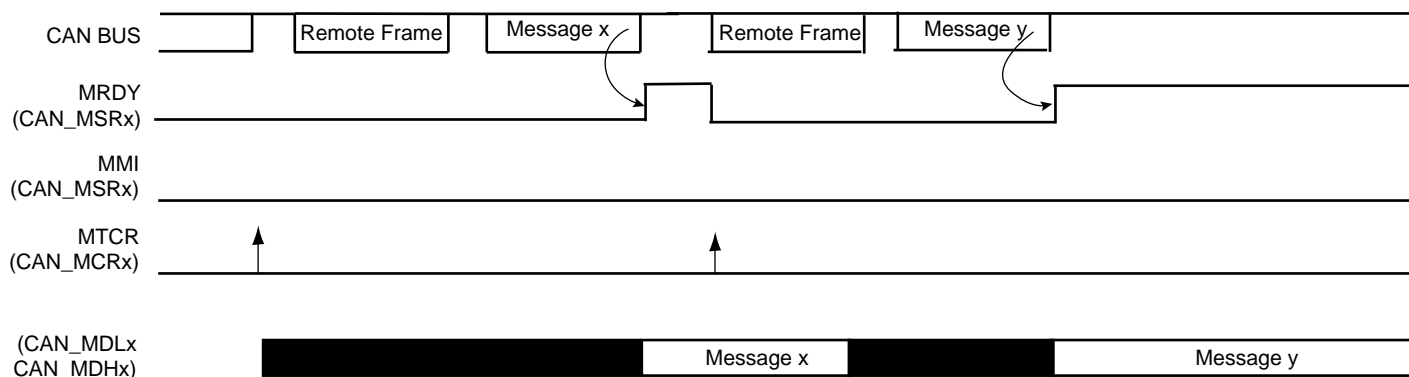 CAN BUS
Remote Frame
Message x
Remote Frame
Message y
MRDY
(CAN_MSRx)
MMI
(CAN_MSRx)
MTCR
(CAN_MCRx)
(CAN_MDLx
CAN_MDHx)
Message x
Message y